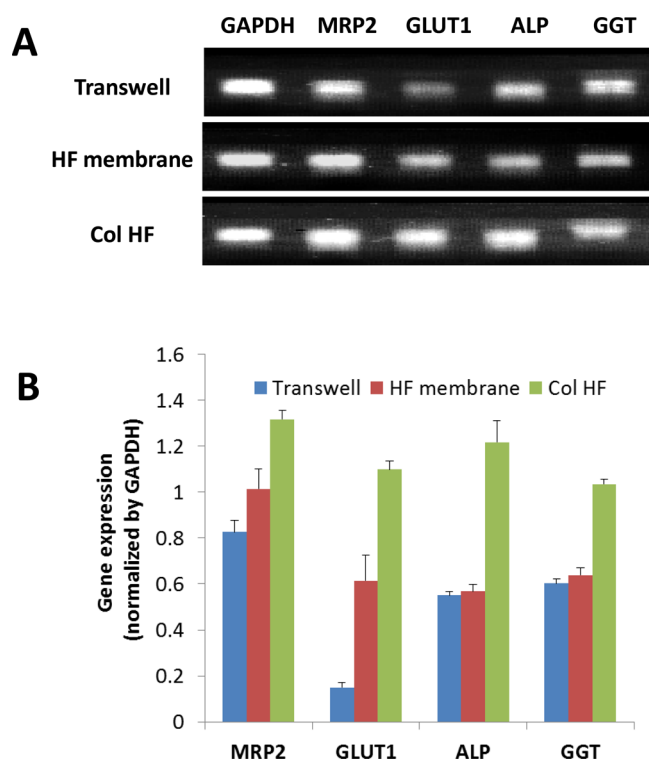 A
GAPDH MRP2 GLUT1 ALP GGT
Transwell
HF membrane
Col HF
B
Gene expression
(normalized by GAPDH)
1.6
1.4
1.2
1
0.8
0.6
0.4
0.2
0
Transwell HF membrane Col HF
MRP2 GLUT1 ALP GGT